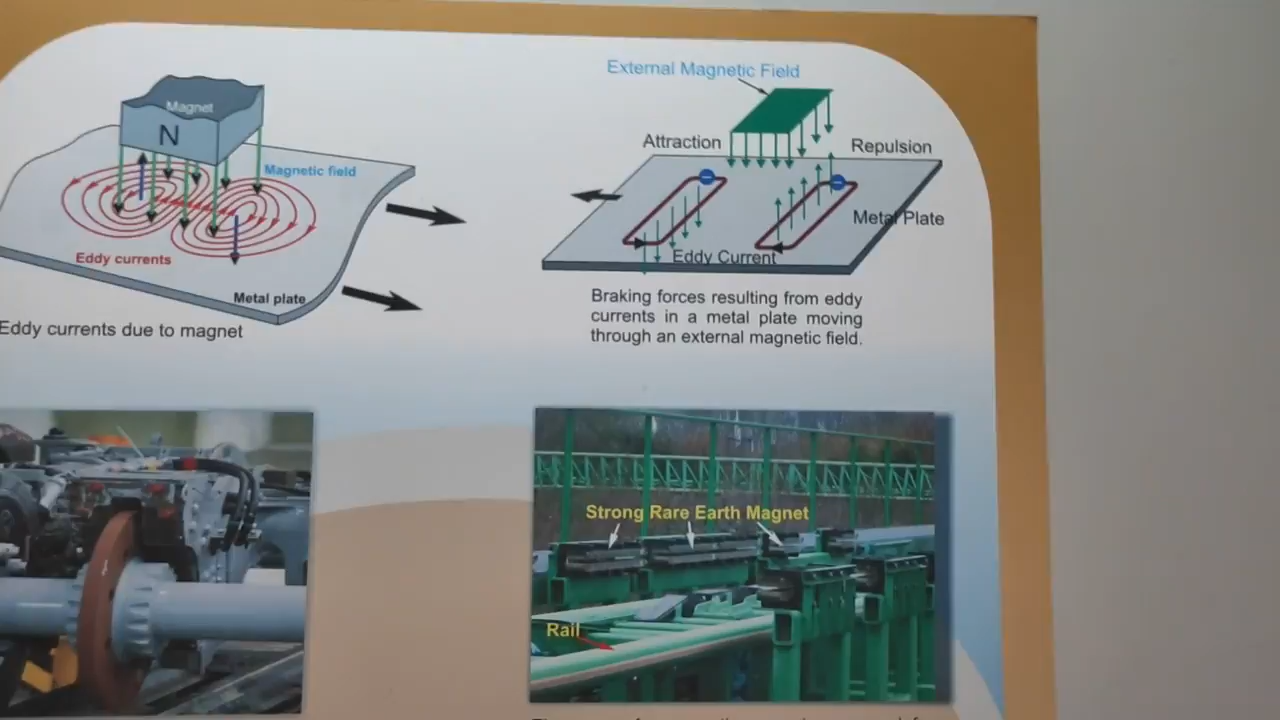 External Magnetic Field
Magnet
N
Attraction
Repulsion
Magnetic field
Metal Plate
Eddy currents
Eddy Current
Metal plate
Eddy currents due to magnet
Braking forces resulting from eddy
currents in a metal plate moving
through an external magnetic field.
Strong Rare Earth Magnet
Rail